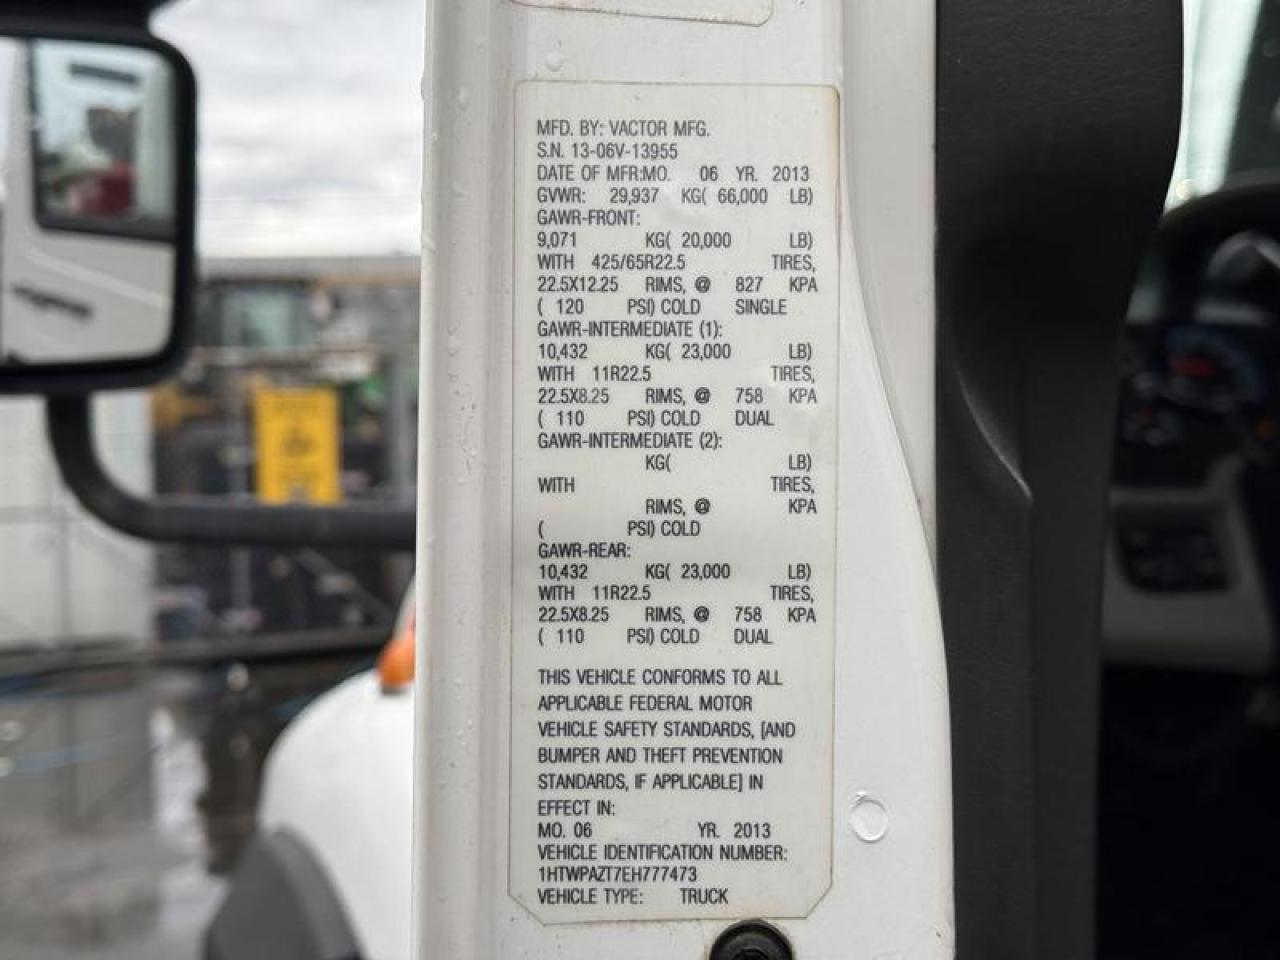 MFD. BY: VACTOR MFG.
S.N. 13-06V-13955
DATE OF MFR:MO. 06 YR. 2013
GVWR: 29,937 KG( 66,000 LB)
GAWR-FRONT:
9,071 KG( 20,000 LB)
WITH 425/65R22.5 TIRES,
22.5X12.25 RIMS, @ 827 KPA
( 120 PSI) COLD SINGLE
GAWR-INTERMEDIATE (1):
10,432 KG( 23,000 LB)
WITH 11R22.5 TIRES,
22.5X8.25 RIMS, @ 758 KPA
( 110 PSI) COLD DUAL
GAWR-INTERMEDIATE (2):
KG( LB)
WITH TIRES,
RIMS, @ KPA
( PSI) COLD
GAWR-REAR:
10,432 KG( 23,000 LB)
WITH 11R22.5 TIRES,
22.5X8.25 RIMS, @ 758 KPA
( 110 PSI) COLD DUAL
THIS VEHICLE CONFORMS TO ALL
APPLICABLE FEDERAL MOTOR
VEHICLE SAFETY STANDARDS, [AND
BUMPER AND THEFT PREVENTION
STANDARDS, IF APPLICABLE] IN
EFFECT IN:
MO. 06 YR. 2013
VEHICLE IDENTIFICATION NUMBER:
1HTWPAZT7EH777473
VEHICLE TYPE: TRUCK